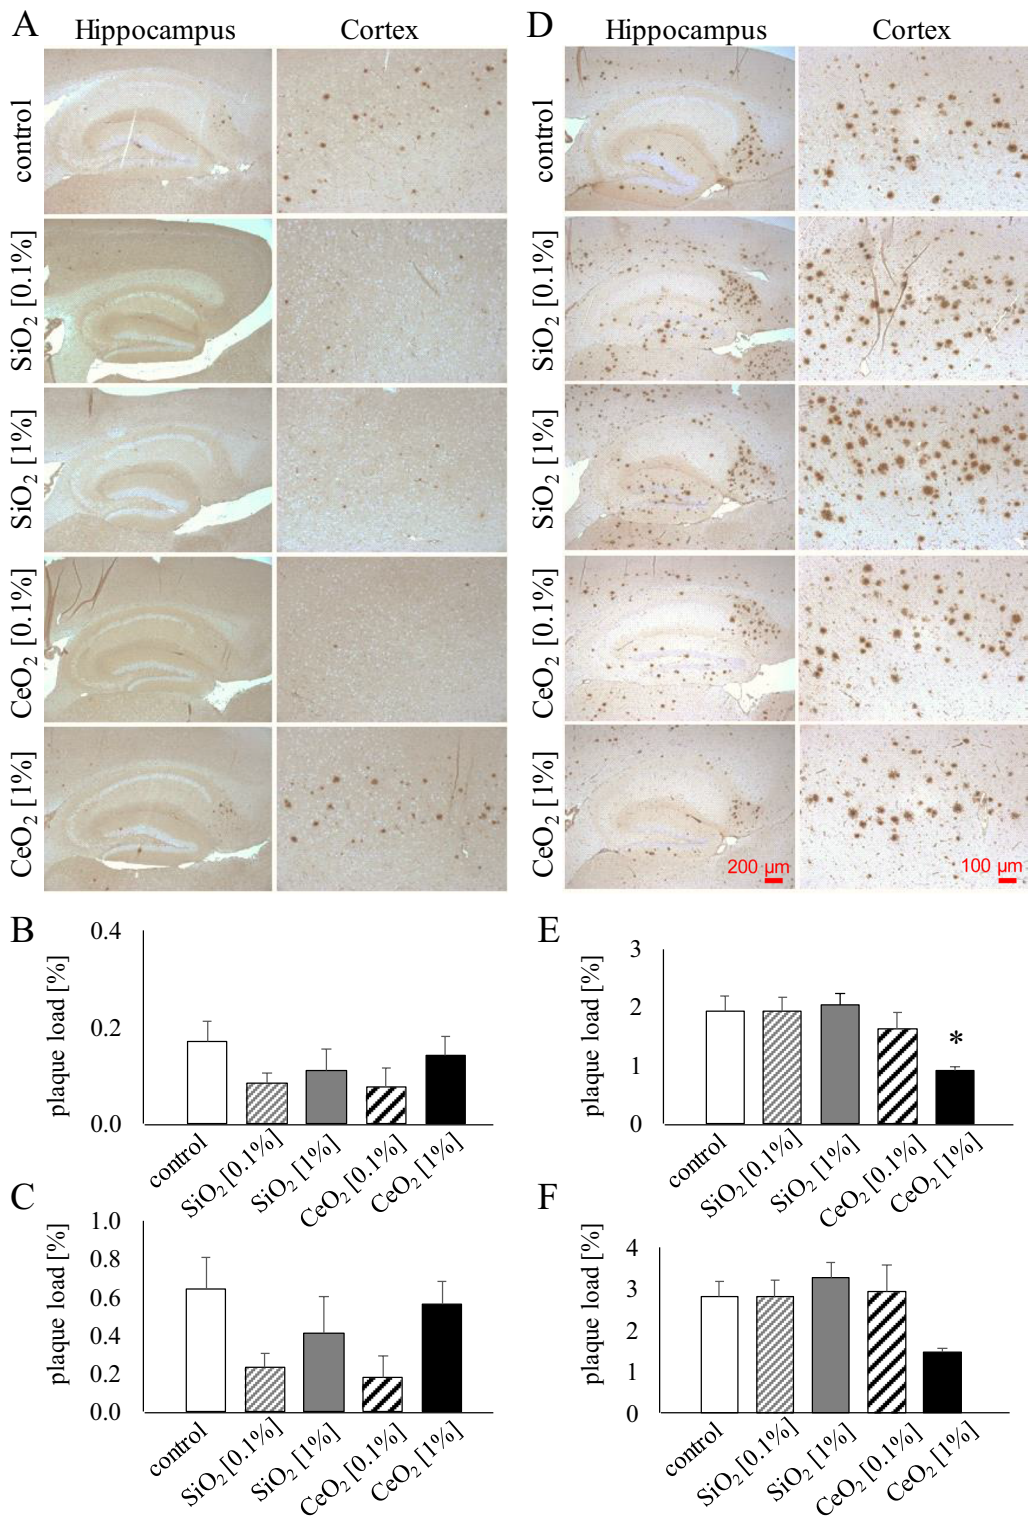 A
Hippocampus
Cortex
control
SiO₂ [0.1%]
SiO₂ [1%]
CeO₂ [0.1%]
CeO₂ [1%]
D
Hippocampus
Cortex
control
SiO₂ [0.1%]
SiO₂ [1%]
CeO₂ [0.1%]
CeO₂ [1%]
200 µm
100 µm
B
plaque load [%]
0.4
0.2
0.0
control
SiO₂ [0.1%]
SiO₂ [1%]
CeO₂ [0.1%]
CeO₂ [1%]
E
plaque load [%]
3
2
1
0
*
control
SiO₂ [0.1%]
SiO₂ [1%]
CeO₂ [0.1%]
CeO₂ [1%]
C
plaque load [%]
1.0
0.8
0.6
0.4
0.2
0.0
control
SiO₂ [0.1%]
SiO₂ [1%]
CeO₂ [0.1%]
CeO₂ [1%]
F
plaque load [%]
4
3
2
1
0
control
SiO₂ [0.1%]
SiO₂ [1%]
CeO₂ [0.1%]
CeO₂ [1%]